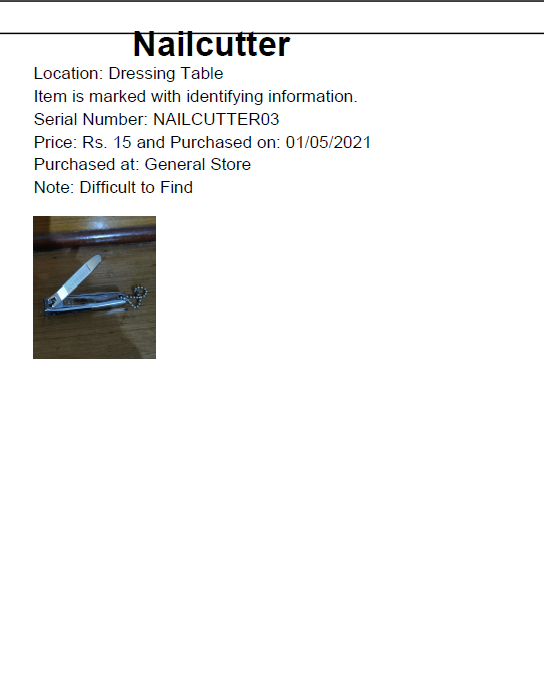 Nailcutter
Location: Dressing Table
Item is marked with identifying information.
Serial Number: NAILCUTTER03
Price: Rs. 15 and Purchased on: 01/05/2021
Purchased at: General Store
Note: Difficult to Find